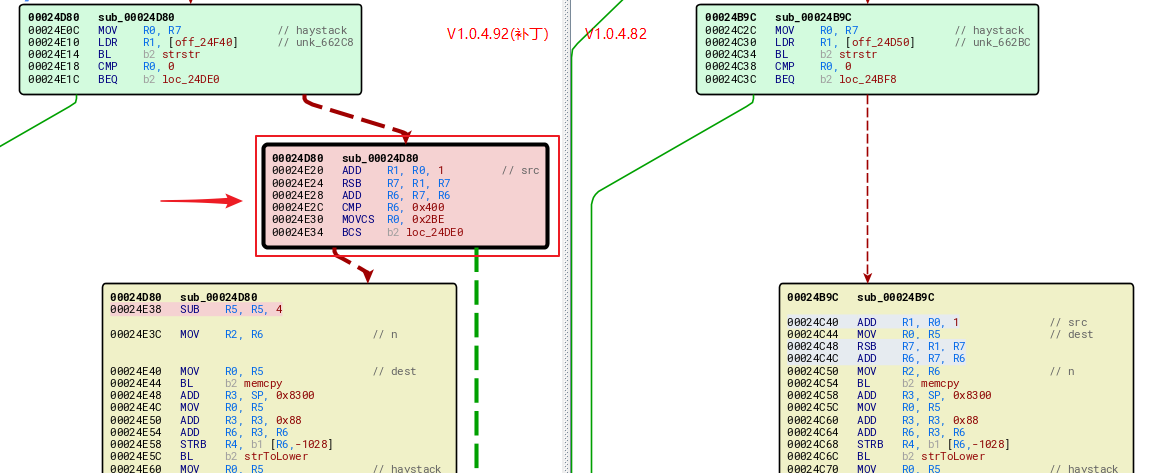 V1.0.4.92(补丁)
V1.0.4.82
00024D80 sub_00024D80
00024E0C MOV R0, R7 // haystack
00024E10 LDR R1, [off_24F40] // unk_662C8
00024E14 BL b2 strstr
00024E18 CMP R0, 0
00024E1C BEQ b2 loc_24DE0
00024D80 sub_00024D80
00024E20 ADD R1, R0, 1 // src
00024E24 RSB R7, R1, R7
00024E28 ADD R6, R7, R6
00024E2C CMP R6, 0x400
00024E30 MOVCS R0, 0x2BE
00024E34 BCS b2 loc_24DE0
00024D80 sub_00024D80
00024E38 SUB R5, R5, 4
00024E3C MOV R2, R6 // n
00024E40 MOV R0, R5 // dest
00024E44 BL b2 memcpy
00024E48 ADD R3, SP, 0x8300
00024E4C MOV R0, R5
00024E50 ADD R3, R3, 0x88
00024E54 ADD R6, R3, R6
00024E58 STRB R4, b1 [R6,-1028]
00024E5C BL b2 strToLower
00024E60 MOV R0, R5 // haystack
00024B9C sub_00024B9C
00024C2C MOV R0, R7 // haystack
00024C30 LDR R1, [off_24D50] // unk_662BC
00024C34 BL b2 strstr
00024C38 CMP R0, 0
00024C3C BEQ b2 loc_24BF8
00024B9C sub_00024B9C
00024C40 ADD R1, R0, 1 // src
00024C44 MOV R0, R5 // dest
00024C48 RSB R7, R1, R7
00024C4C ADD R6, R7, R6
00024C50 MOV R2, R6 // n
00024C54 BL b2 memcpy
00024C58 ADD R3, SP, 0x8300
00024C5C MOV R0, R5
00024C60 ADD R3, R3, 0x88
00024C64 ADD R6, R3, R6
00024C68 STRB R4, b1 [R6,-1028]
00024C6C BL b2 strToLower
00024C70 MOV R0, R5 // haystack